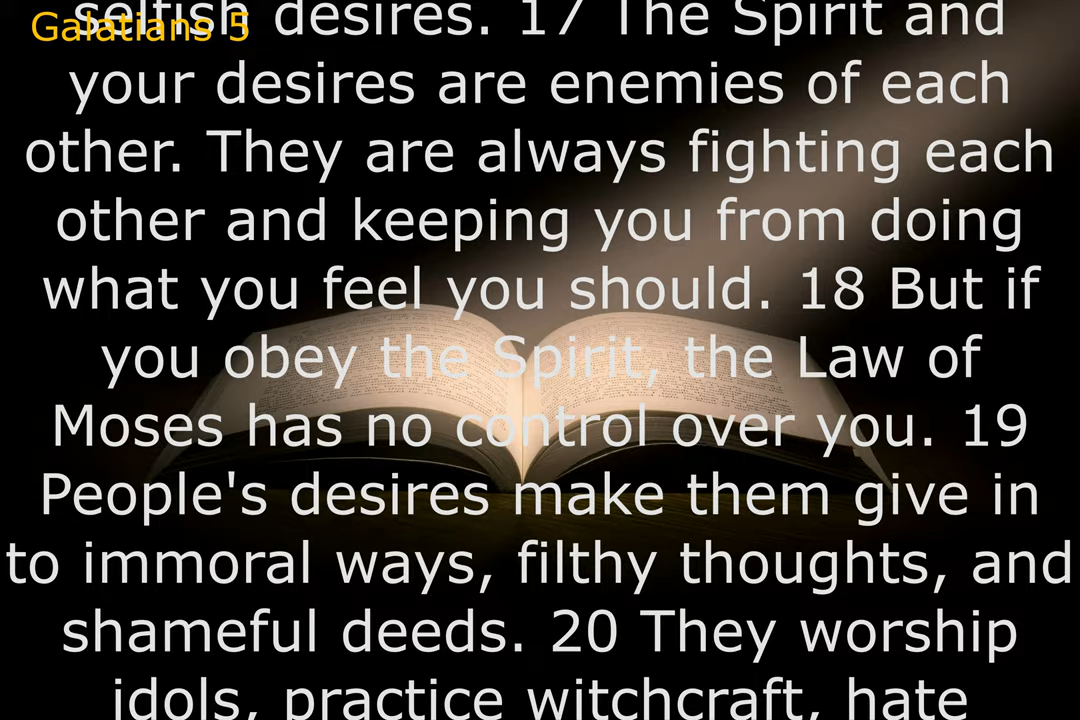 Galatians 5
selfish desires. 17 The Spirit and
your desires are enemies of each
other. They are always fighting each
other and keeping you from doing
what you feel you should. 18 But if
you obey the Spirit, the Law of
Moses has no control over you. 19
People's desires make them give in
to immoral ways, filthy thoughts, and
shameful deeds. 20 They worship
idols, practice witchcraft, hate